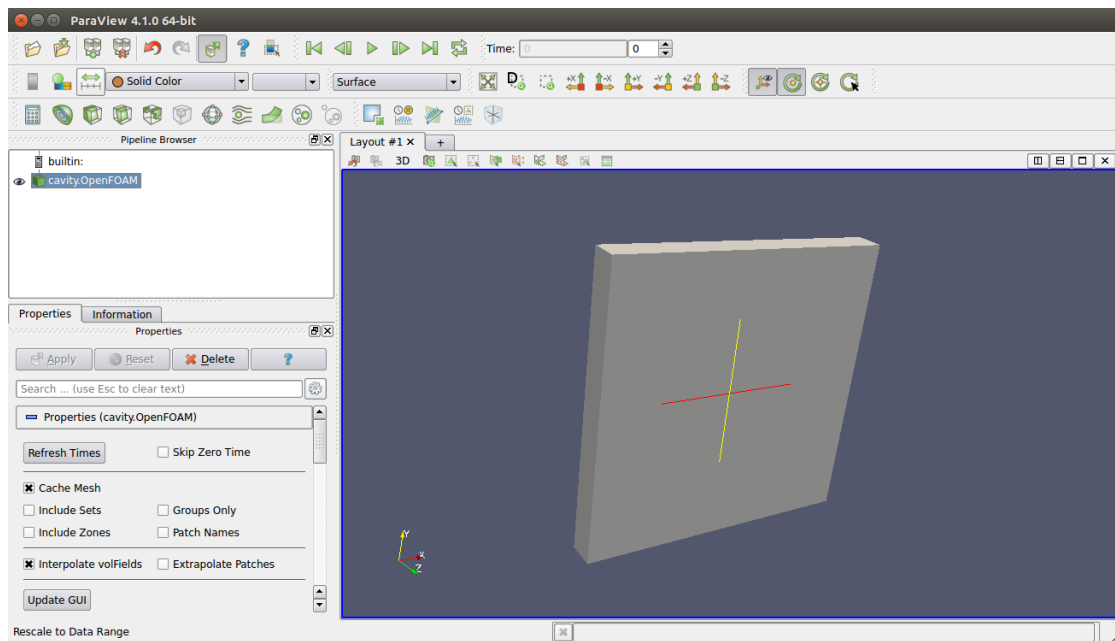 ParaView 4.1.0 64-bit
Time: 0 0
Solid Color Surface +X -X +Y -Y +Z -Z
Pipeline Browser
builtin:
cavity.OpenFOAM
Layout #1 × +
3D
Properties Information
Properties
Apply Reset Delete ?
Search ... (use Esc to clear text)
Properties (cavity.OpenFOAM)
Refresh Times Skip Zero Time
Cache Mesh
Include Sets Groups Only
Include Zones Patch Names
Interpolate volFields Extrapolate Patches
Update GUI
Y
X
Z
Rescale to Data Range